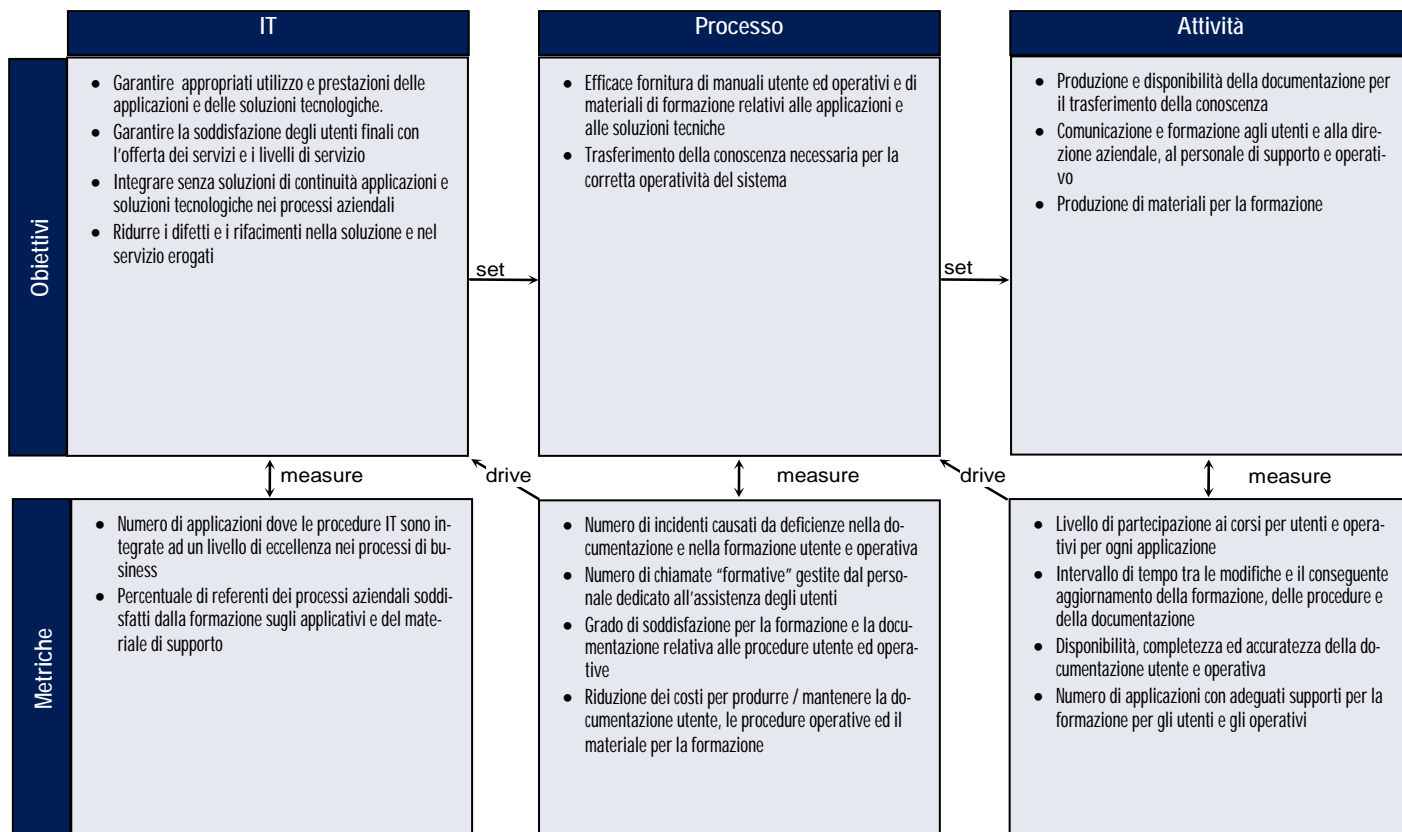 IT
Processo
Attività
Obiettivi
• Garantire appropriati utilizzo e prestazioni delle
applicazioni e delle soluzioni tecnologiche.
• Garantire la soddisfazione degli utenti finali con
l'offerta dei servizi e i livelli di servizio
• Integrare senza soluzioni di continuità applicazioni e
soluzioni tecnologiche nei processi aziendali
• Ridurre i difetti e i rifacimenti nella soluzione e nel
servizio erogati
set
• Efficace fornitura di manuali utente ed operativi e di
materiali di formazione relativi alle applicazioni e
alle soluzioni tecniche
• Trasferimento della conoscenza necessaria per la
corretta operatività del sistema
set
• Produzione e disponibilità della documentazione per
il trasferimento della conoscenza
• Comunicazione e formazione agli utenti e alla dire-
zione aziendale, al personale di supporto e operati-
vo
• Produzione di materiali per la formazione
measure
drive
measure
drive
measure
Metriche
• Numero di applicazioni dove le procedure IT sono in-
tegrate ad un livello di eccellenza nei processi di bu-
siness
• Percentuale di referenti dei processi aziendali soddi-
sfatti dalla formazione sugli applicativi e del mate-
riale di supporto
• Numero di incidenti causati da deficienze nella do-
cumentazione e nella formazione utente e operativa
• Numero di chiamate “formative” gestite dal perso-
nale dedicato all'assistenza degli utenti
• Grado di soddisfazione per la formazione e la docu-
mentazione relativa alle procedure utente ed opera-
tive
• Riduzione dei costi per produrre / mantenere la do-
cumentazione utente, le procedure operative ed il
materiale per la formazione
• Livello di partecipazione ai corsi per utenti e opera-
tivi per ogni applicazione
• Intervallo di tempo tra le modifiche e il conseguente
aggiornamento della formazione, delle procedure e
della documentazione
• Disponibilità, completezza ed accuratezza della do-
cumentazione utente e operativa
• Numero di applicazioni con adeguati supporti per la
formazione per gli utenti e gli operativi